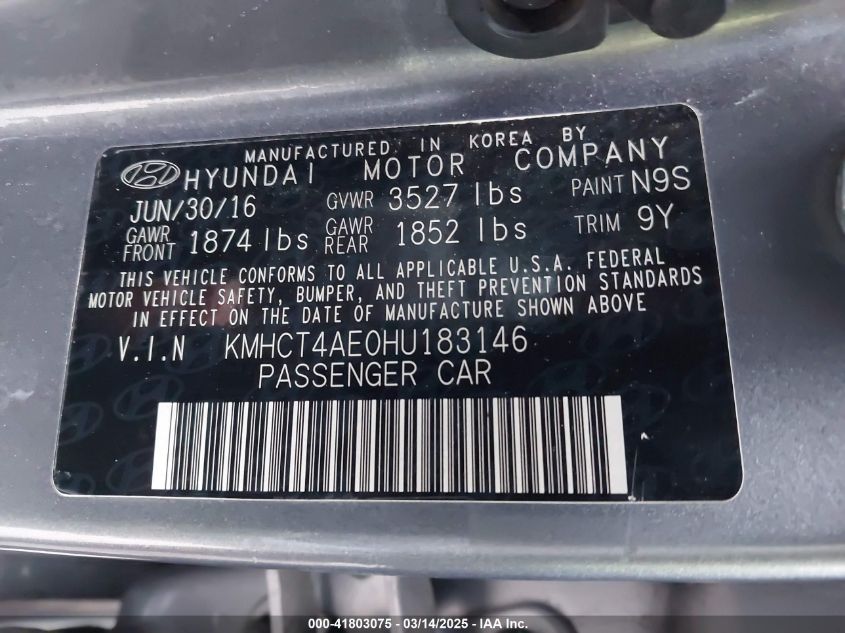 MANUFACTURED IN KOREA BY
HYUNDAI MOTOR COMPANY
JUN/30/16 GVWR 3527 lbs PAINT N9S
GAWR FRONT 1874 lbs GAWR REAR 1852 lbs TRIM 9Y
THIS VEHICLE CONFORMS TO ALL APPLICABLE U.S.A. FEDERAL
MOTOR VEHICLE SAFETY, BUMPER, AND THEFT PREVENTION STANDARDS
IN EFFECT ON THE DATE OF MANUFACTURE SHOWN ABOVE
V.I.N KMHCT4AE0HU183146
PASSENGER CAR
000-41803075 / 03/14/2025 - IAA Inc.